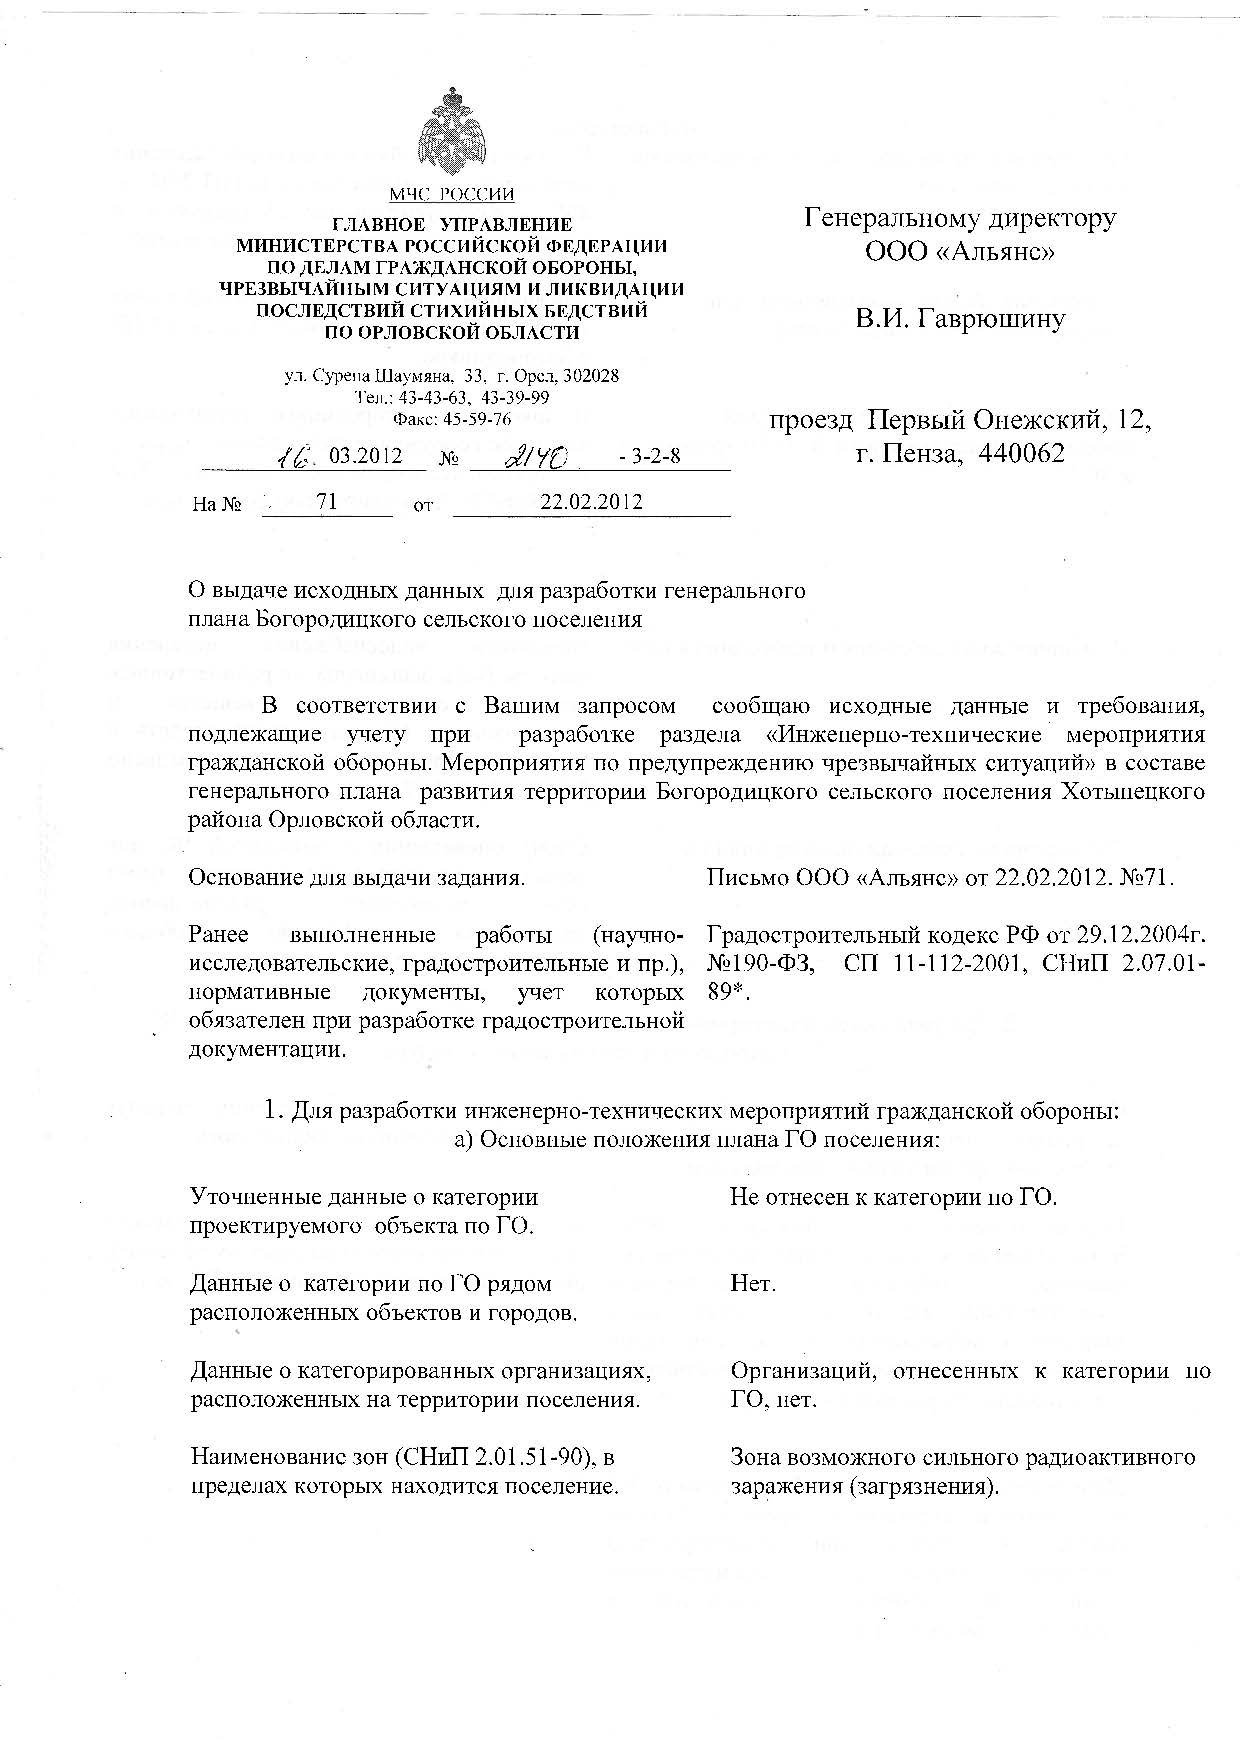 МЧС РОССИИ
ГЛАВНОЕ УПРАВЛЕНИЕ
МИНИСТЕРСТВА РОССИЙСКОЙ ФЕДЕРАЦИИ
ПО ДЕЛАМ ГРАЖДАНСКОЙ ОБОРОНЫ,
ЧРЕЗВЫЧАЙНЫМ СИТУАЦИЯМ И ЛИКВИДАЦИИ
ПОСЛЕДСТВИЙ СТИХИЙНЫХ БЕДСТВИЙ
ПО ОРЛОВСКОЙ ОБЛАСТИ
ул. Сурена Шаумяна, 33, г. Орел, 302028
Тел.: 43-43-63, 43-39-99
Факс: 45-59-76
16. 03.2012 № 2140 - 3-2-8
На № 71 от 22.02.2012
Генеральному директору
ООО «Альянс»
В.И. Гаврюшину
проезд Первый Онежский, 12,
г. Пенза, 440062
О выдаче исходных данных для разработки генерального
плана Богородицкого сельского поселения
В соответствии с Вашим запросом сообщаю исходные данные и требования,
подлежащие учету при разработке раздела «Инженерно-технические мероприятия
гражданской обороны. Мероприятия по предупреждению чрезвычайных ситуаций» в составе
генерального плана развития территории Богородицкого сельского поселения Хотынецкого
района Орловской области.
Основание для выдачи задания.
Письмо ООО «Альянс» от 22.02.2012. №71.
Ранее выполненные работы (научно-
исследовательские, градостроительные и пр.),
нормативные документы, учет которых
обязателен при разработке градостроительной
документации.
Градостроительный кодекс РФ от 29.12.2004г.
№190-ФЗ, СП 11-112-2001, СНиП 2.07.01-
89*.
1. Для разработки инженерно-технических мероприятий гражданской обороны:
а) Основные положения плана ГО поселения:
Уточненные данные о категории
проектируемого объекта по ГО.
Не отнесен к категории по ГО.
Данные о категории по ГО рядом
расположенных объектов и городов.
Нет.
Данные о категорированных организациях,
расположенных на территории поселения.
Организаций, отнесенных к категории по
ГО, нет.
Наименование зон (СНиП 2.01.51-90), в
пределах которых находится поселение.
Зона возможного сильного радиоактивного
заражения (загрязнения).